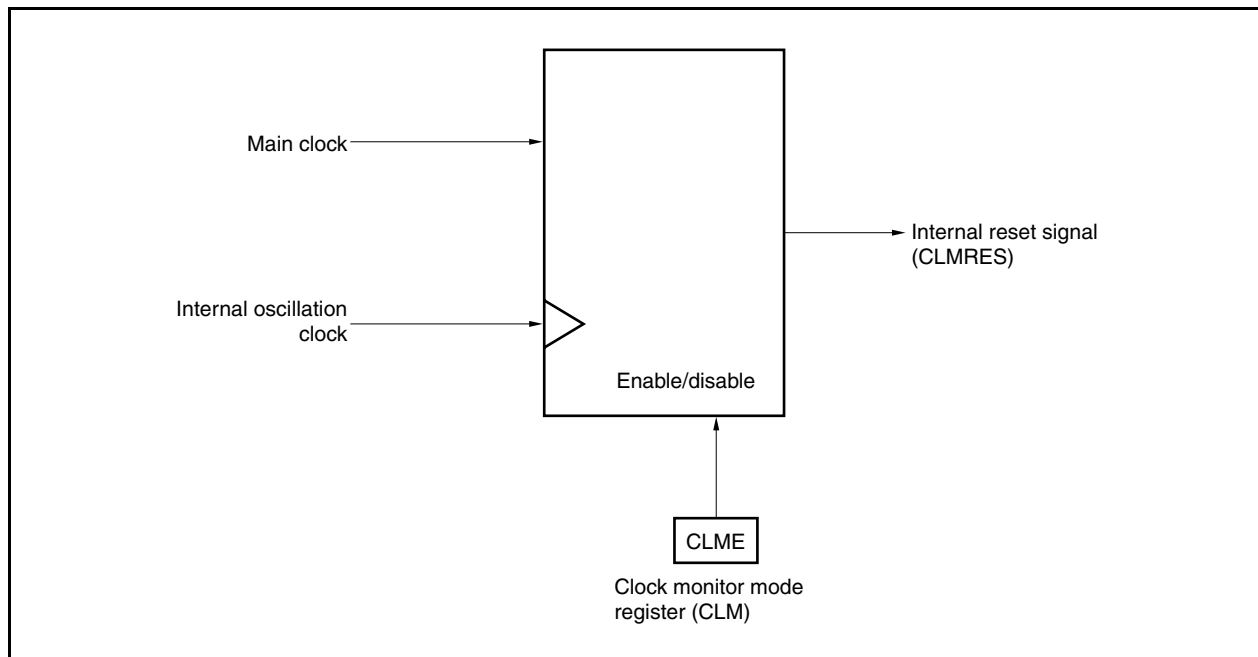 Main clock
Internal oscillation
clock
Enable/disable
Internal reset signal
(CLMRES)
CLME
Clock monitor mode
register (CLM)